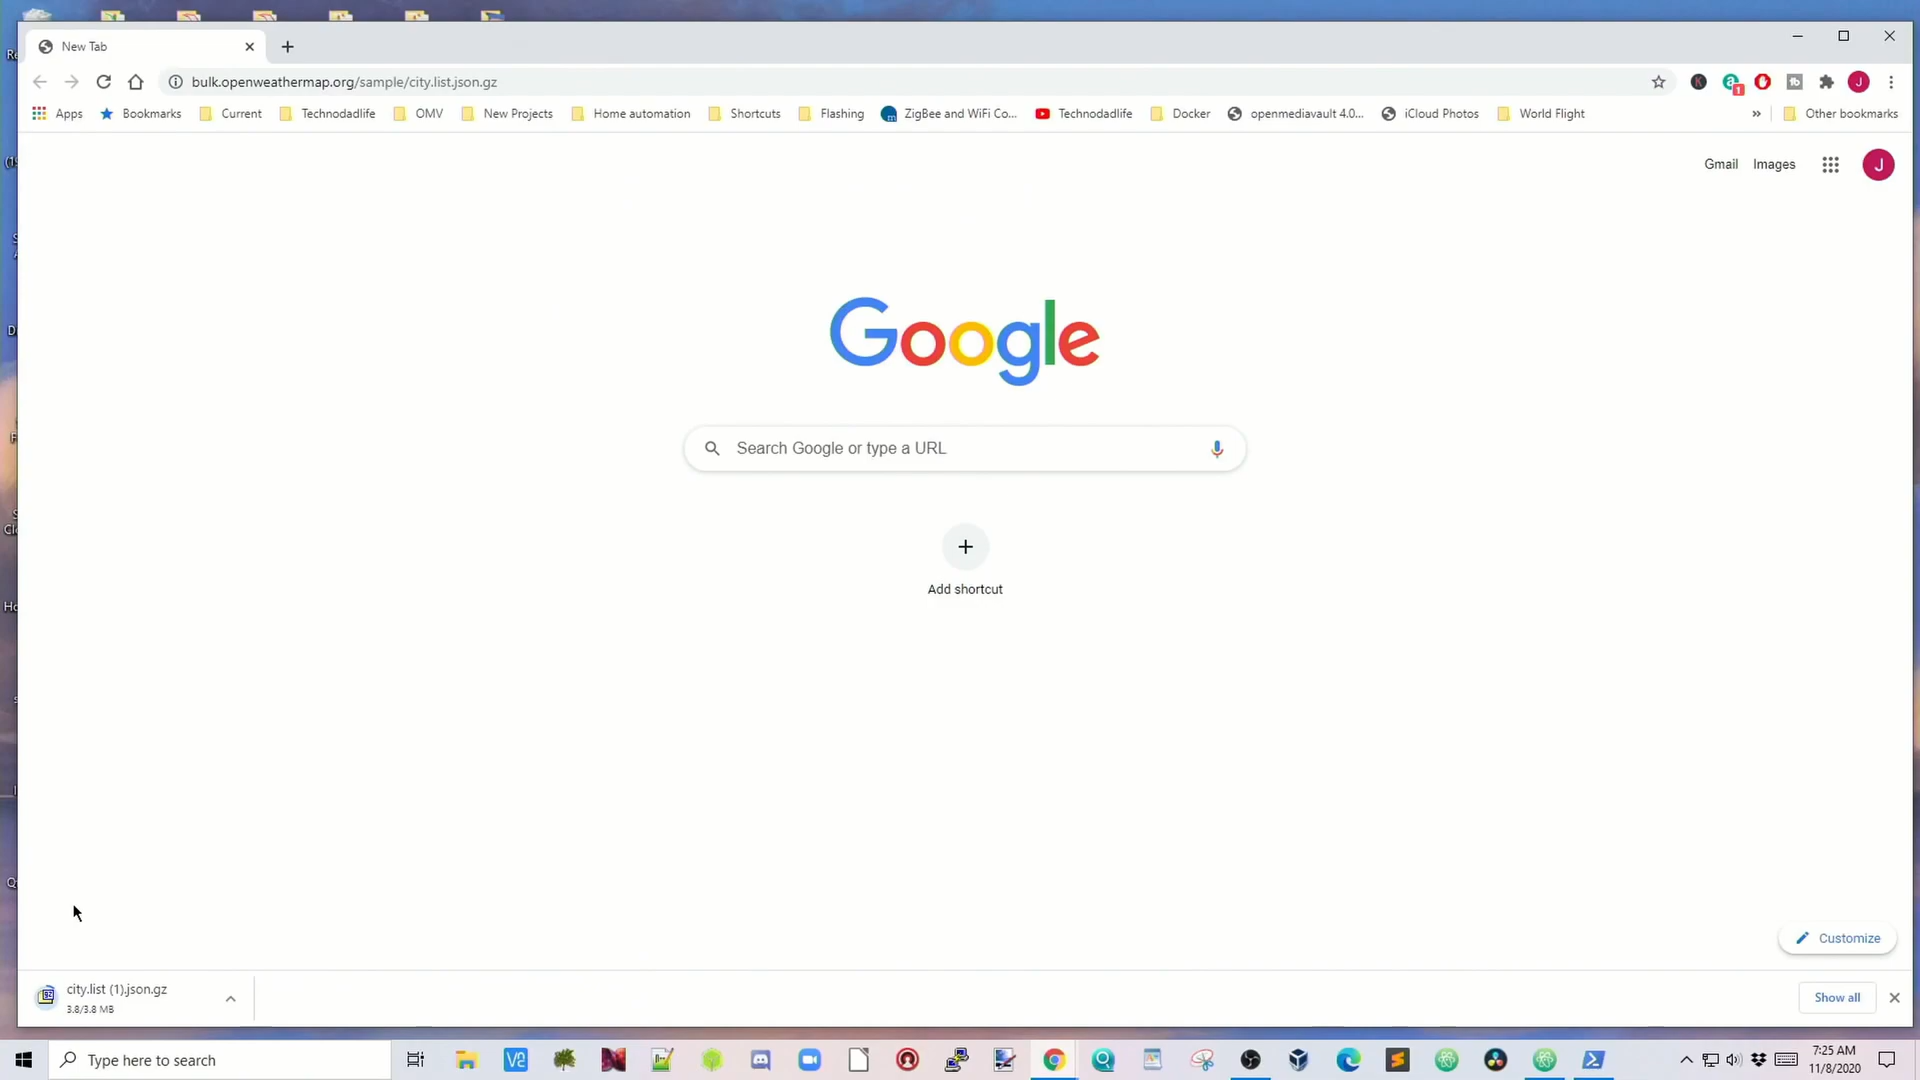 New Tab
bulk.openweathermap.org/sample/city.list.json.gz
Apps Bookmarks Current Technodadlife OMV New Projects Home automation Shortcuts Flashing ZigBee and WiFi Co... Technodadlife Docker openmediavault 4.0... iCloud Photos World Flight » Other bookmarks
Gmail Images J
Google
Search Google or type a URL
Add shortcut
Customize
city.list (1).json.gz
3.8/3.8 MB
Show all
Type here to search
7:25 AM
11/8/2020